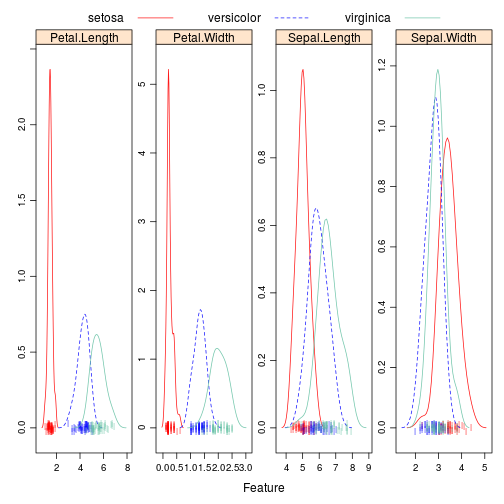 setosa versicolor virginica
Petal.Length Petal.Width Sepal.Length Sepal.Width
0.0 0.5 1.0 1.5 2.0
2 4 6 8
0 1 2 3 4 5
0.0 0.5 1.0 1.5 2.0 2.5 3.0
0.0 0.2 0.4 0.6 0.8 1.0
4 5 6 7 8 9
0.0 0.2 0.4 0.6 0.8 1.0 1.2
2 3 4 5
Feature